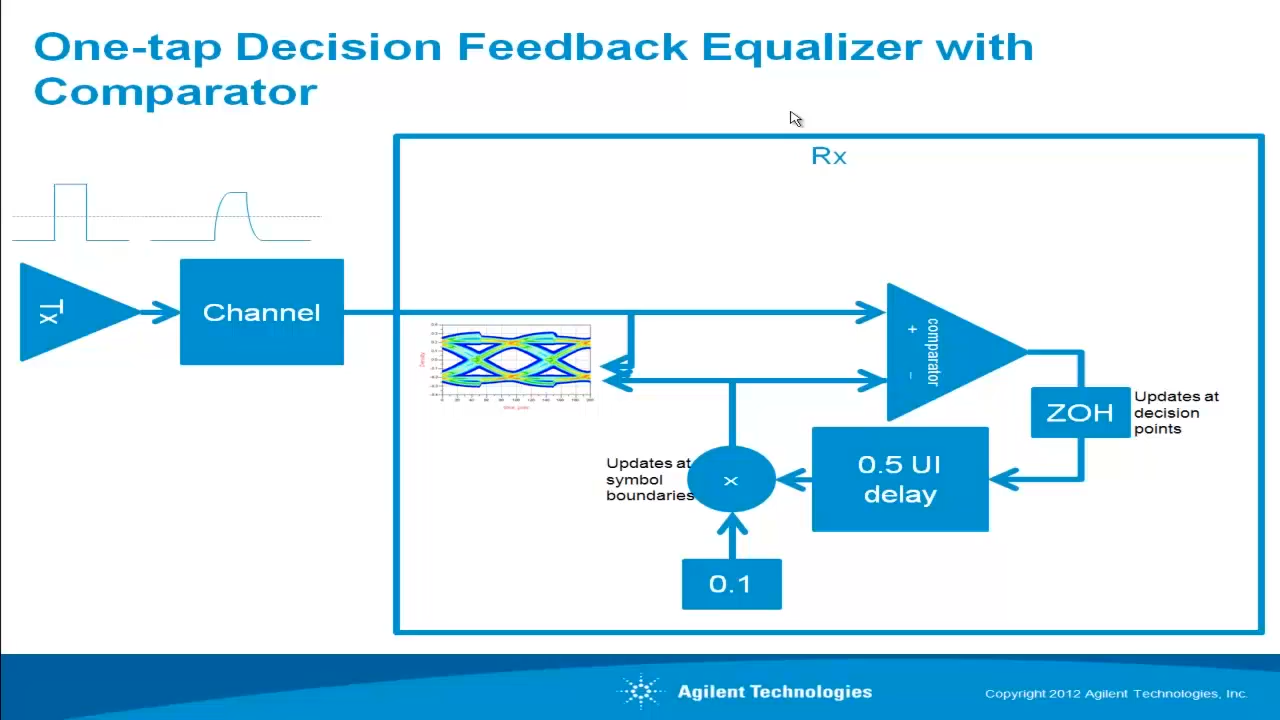 One-tap Decision Feedback Equalizer with
Comparator
Rx
Tx
Channel
comparator
+
-
ZOH
Updates at
decision
points
0.5 UI
delay
Updates at
symbol
boundaries
x
0.1
Agilent Technologies
Copyright 2012 Agilent Technologies, Inc.